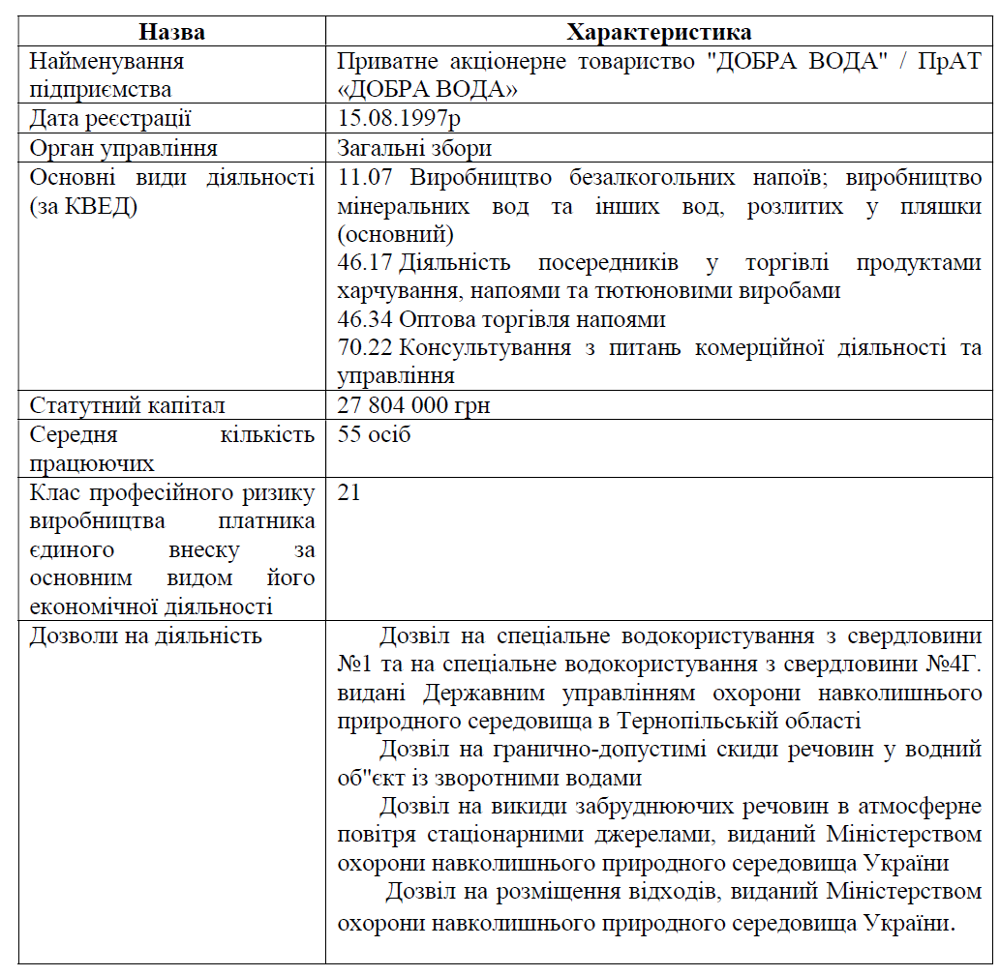 Назва
Характеристика
Найменування
підприємства
Приватне акціонерне товариство "ДОБРА ВОДА" / ПрАТ
«ДОБРА ВОДА»
Дата реєстрації
15.08.1997р
Орган управління
Загальні збори
Основні види діяльності
(за КВЕД)
11.07 Виробництво безалкогольних напоїв; виробництво
мінеральних вод та інших вод, розлитих у пляшки
(основний)
46.17 Діяльність посередників у торгівлі продуктами
харчування, напоями та тютюновими виробами
46.34 Оптова торгівля напоями
70.22 Консультування з питань комерційної діяльності та
управління
Статутний капітал
27 804 000 грн
Середня кількість
працюючих
55 осіб
Клас професійного ризику
виробництва платника
єдиного внеску за
основним видом його
економічної діяльності
21
Дозволи на діяльність
Дозвіл на спеціальне водокористування з свердловини
№1 та на спеціальне водокористування з свердловини №4Г.
видані Державним управлінням охорони навколишнього
природного середовища в Тернопільській області
Дозвіл на гранично-допустимі скиди речовин у водний
об"єкт із зворотними водами
Дозвіл на викиди забруднюючих речовин в атмосферне
повітря стаціонарними джерелами, виданий Міністерством
охорони навколишнього природного середовища України
Дозвіл на розміщення відходів, виданий Міністерством
охорони навколишнього природного середовища України.